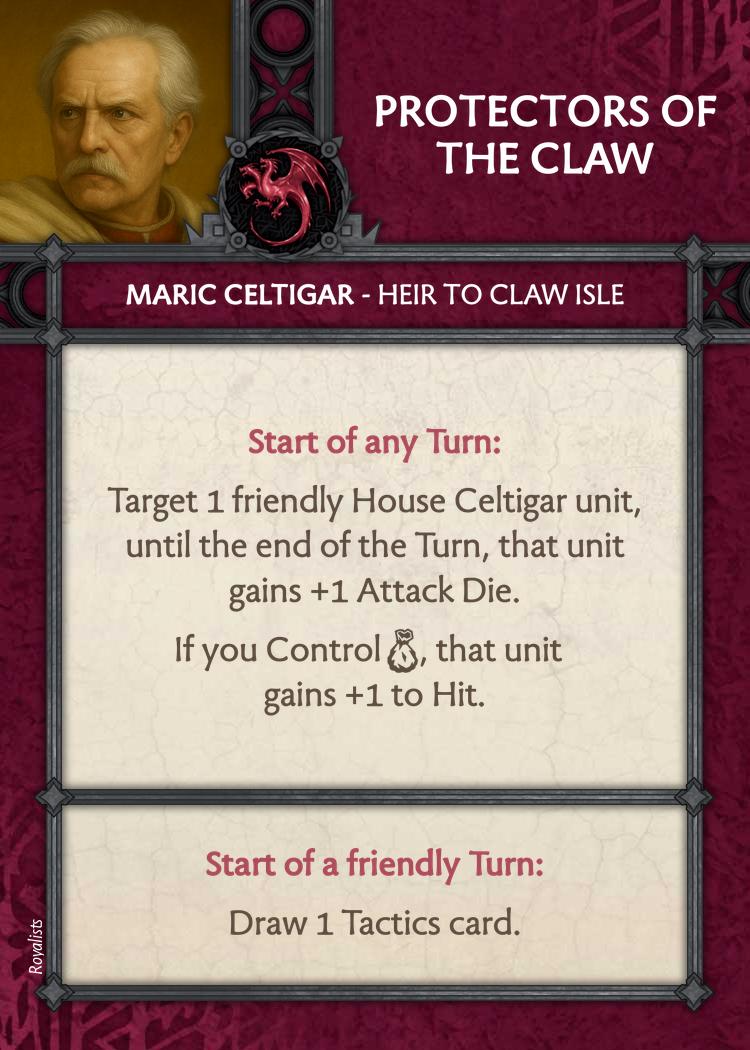 PROTECTORS OF
THE CLAW
MARIC CELTIGAR - HEIR TO CLAW ISLE
Start of any Turn:
Target 1 friendly House Celtigar unit,
until the end of the Turn, that unit
gains +1 Attack Die.
If you Control , that unit
gains +1 to Hit.
Start of a friendly Turn:
Draw 1 Tactics card.
Royalists